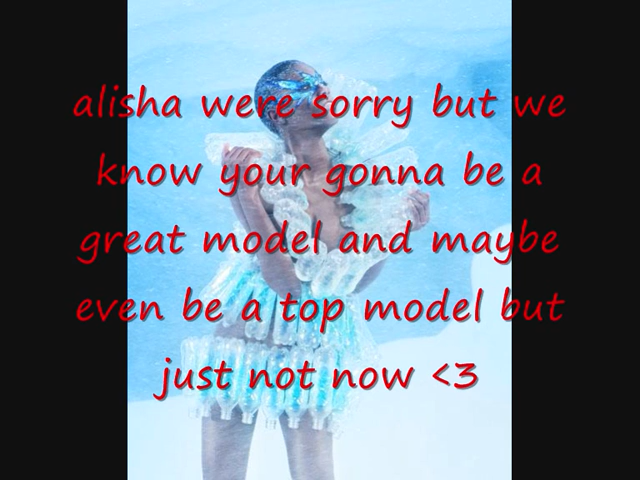 alisha were sorry but we
know your gonna be a
great model and maybe
even be a top model but
just not now <3